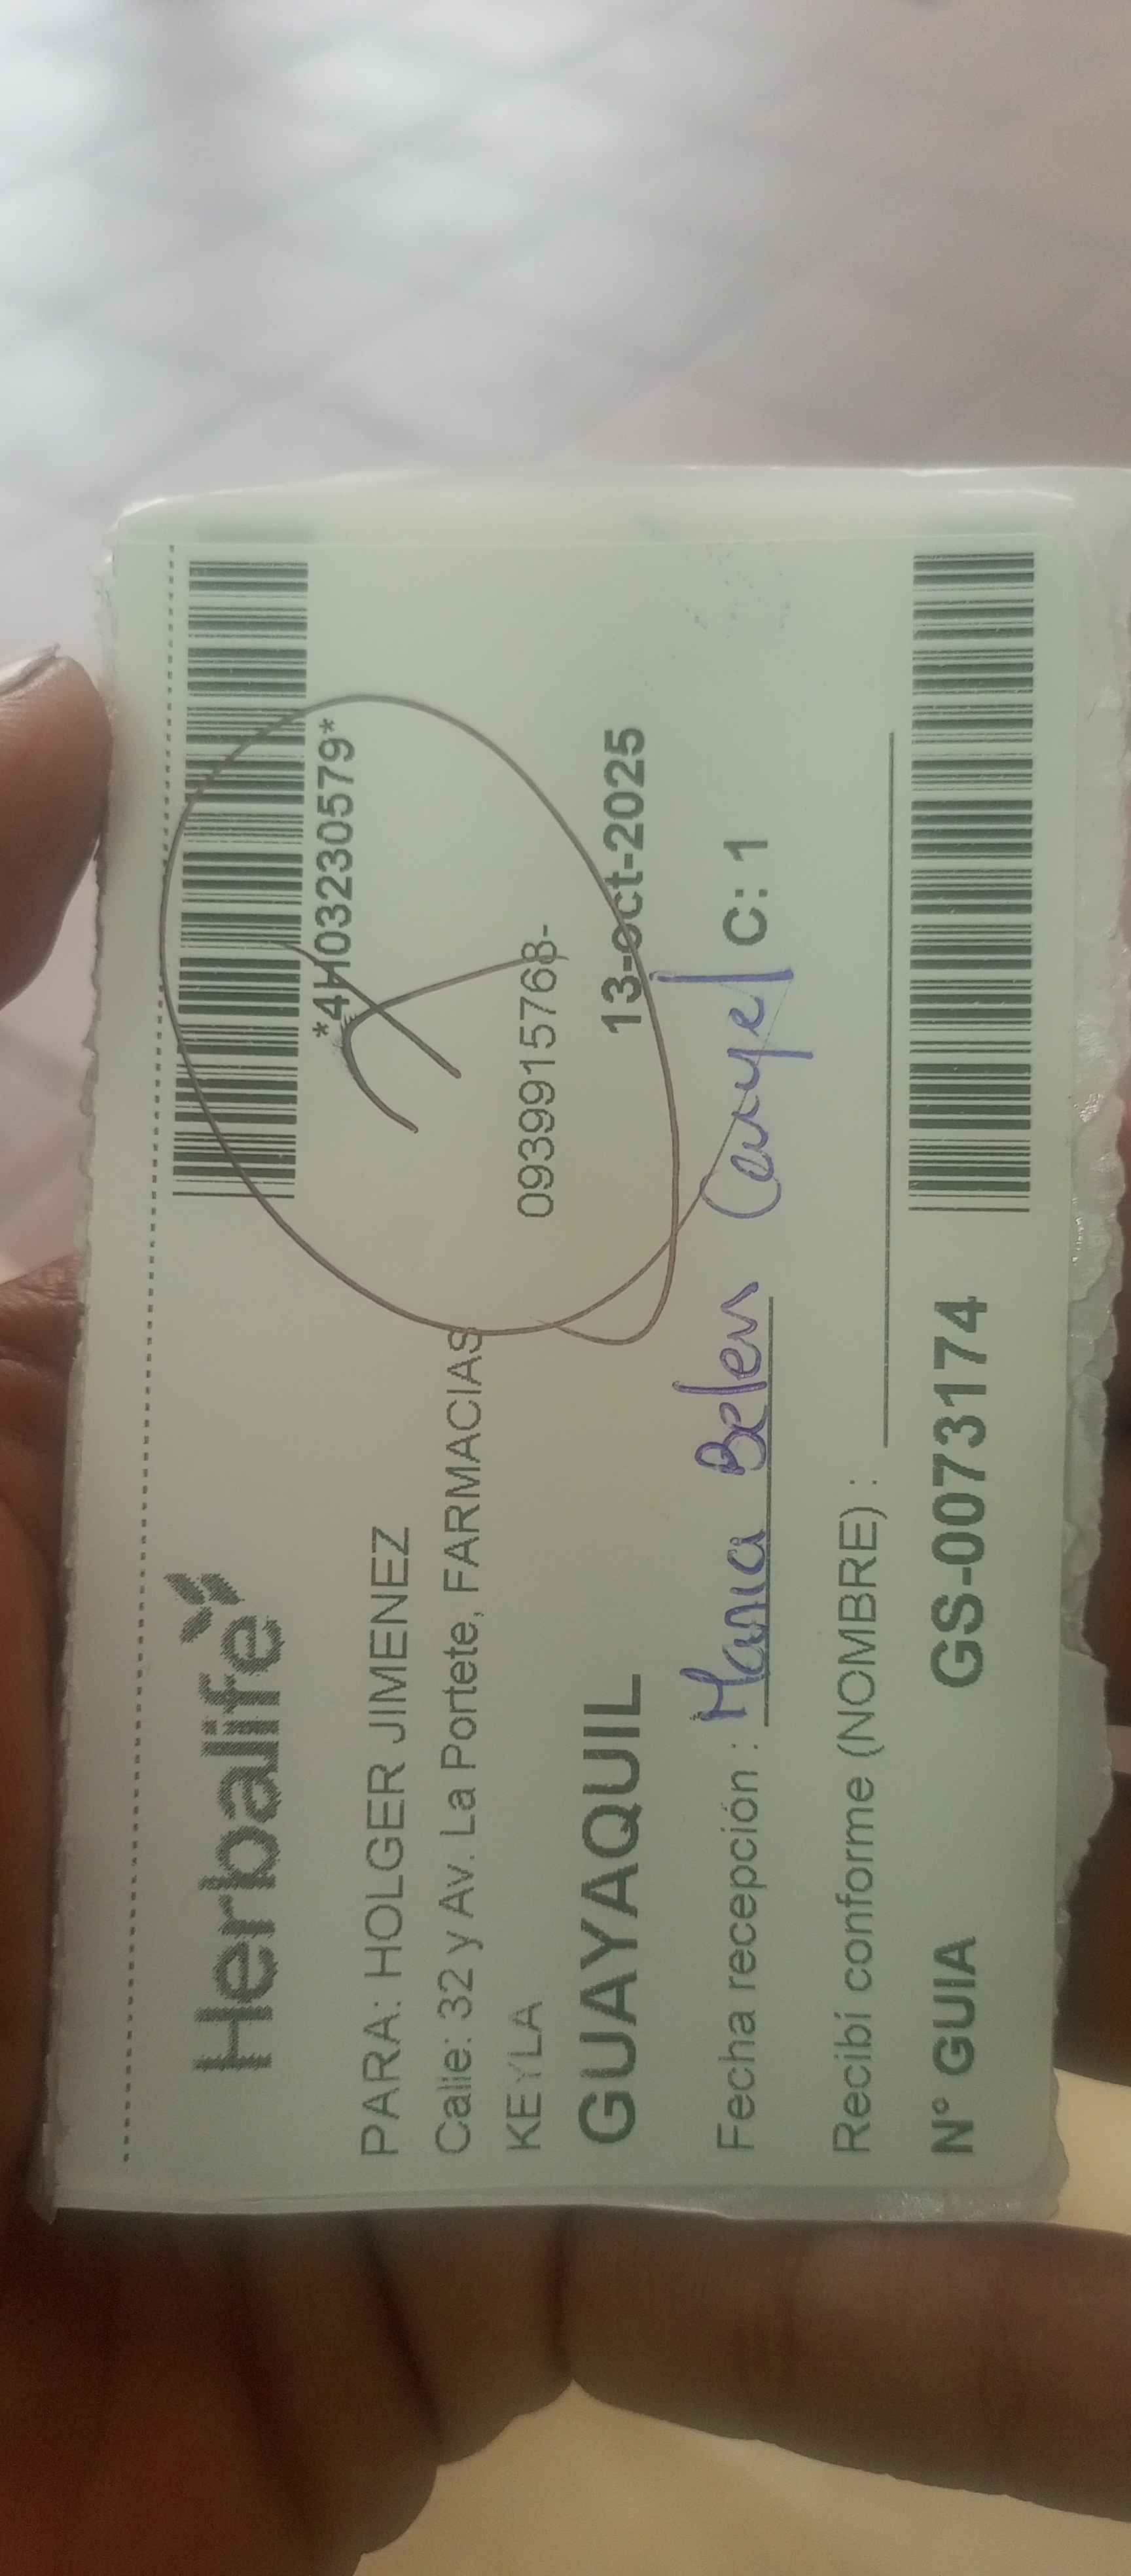 Herbalife
*4H03230579*
PARA: HOLGER JIMENEZ
Calle: 32 y Av. La Portete, FARMACIAS
KEYLA
0939915768-
GUAYAQUIL 13-oct-2025
Fecha recepción : Maria Belen C: 1
Recibí conforme (NOMBRE) :
N° GUIA GS-0073174